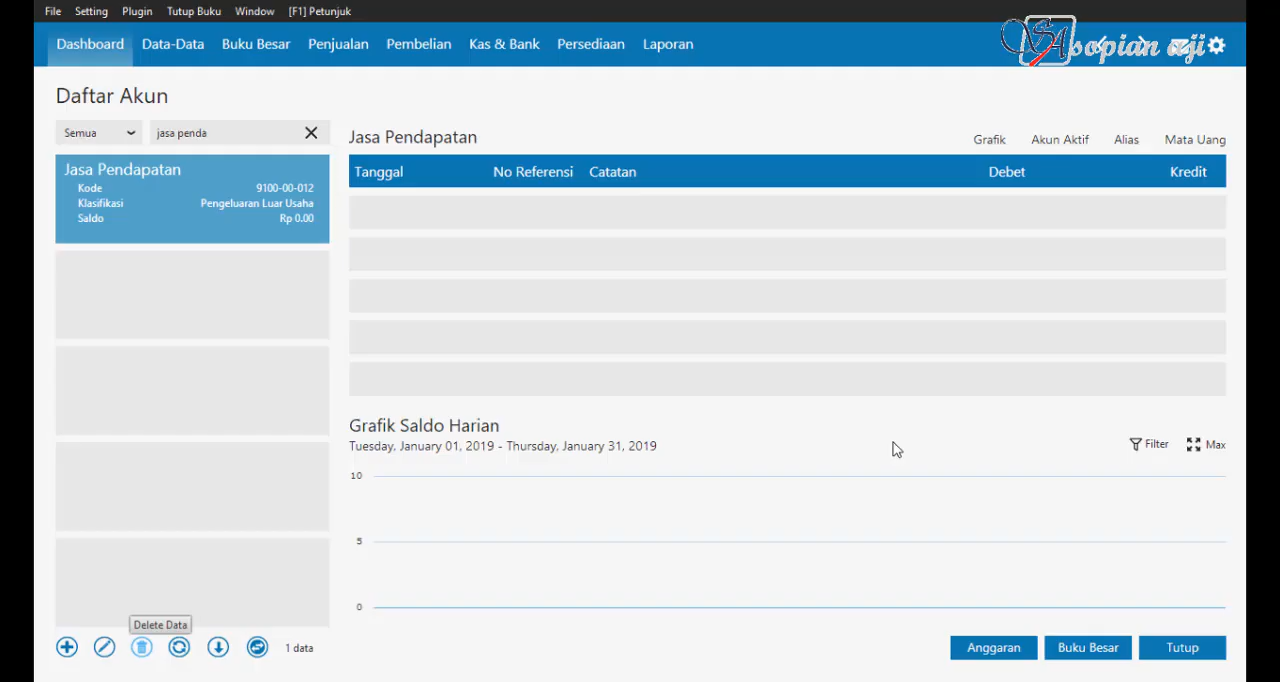 File Setting Plugin Tutup Buku Window [F1] Petunjuk
Dashboard Data-Data Buku Besar Penjualan Pembelian Kas & Bank Persediaan Laporan
sopian aji
Daftar Akun
Semua jasa penda
Jasa Pendapatan
Kode 9100-00-012
Klasifikasi Pengeluaran Luar Usaha
Saldo Rp 0.00
Jasa Pendapatan
Grafik Akun Aktif Alias Mata Uang
Tanggal No Referensi Catatan Debet Kredit
Grafik Saldo Harian
Tuesday, January 01, 2019 - Thursday, January 31, 2019
Filter Max
10
5
0
Delete Data
1 data
Anggaran Buku Besar Tutup